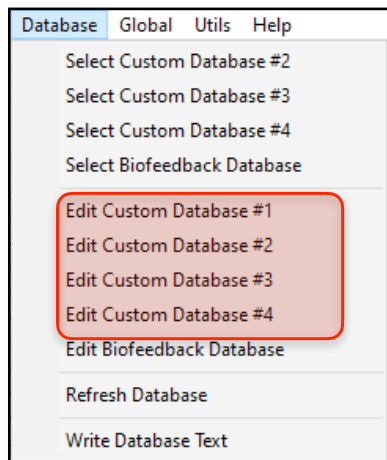 Database Global Utils Help
Select Custom Database #2
Select Custom Database #3
Select Custom Database #4
Select Biofeedback Database
Edit Custom Database #1
Edit Custom Database #2
Edit Custom Database #3
Edit Custom Database #4
Edit Biofeedback Database
Refresh Database
Write Database Text